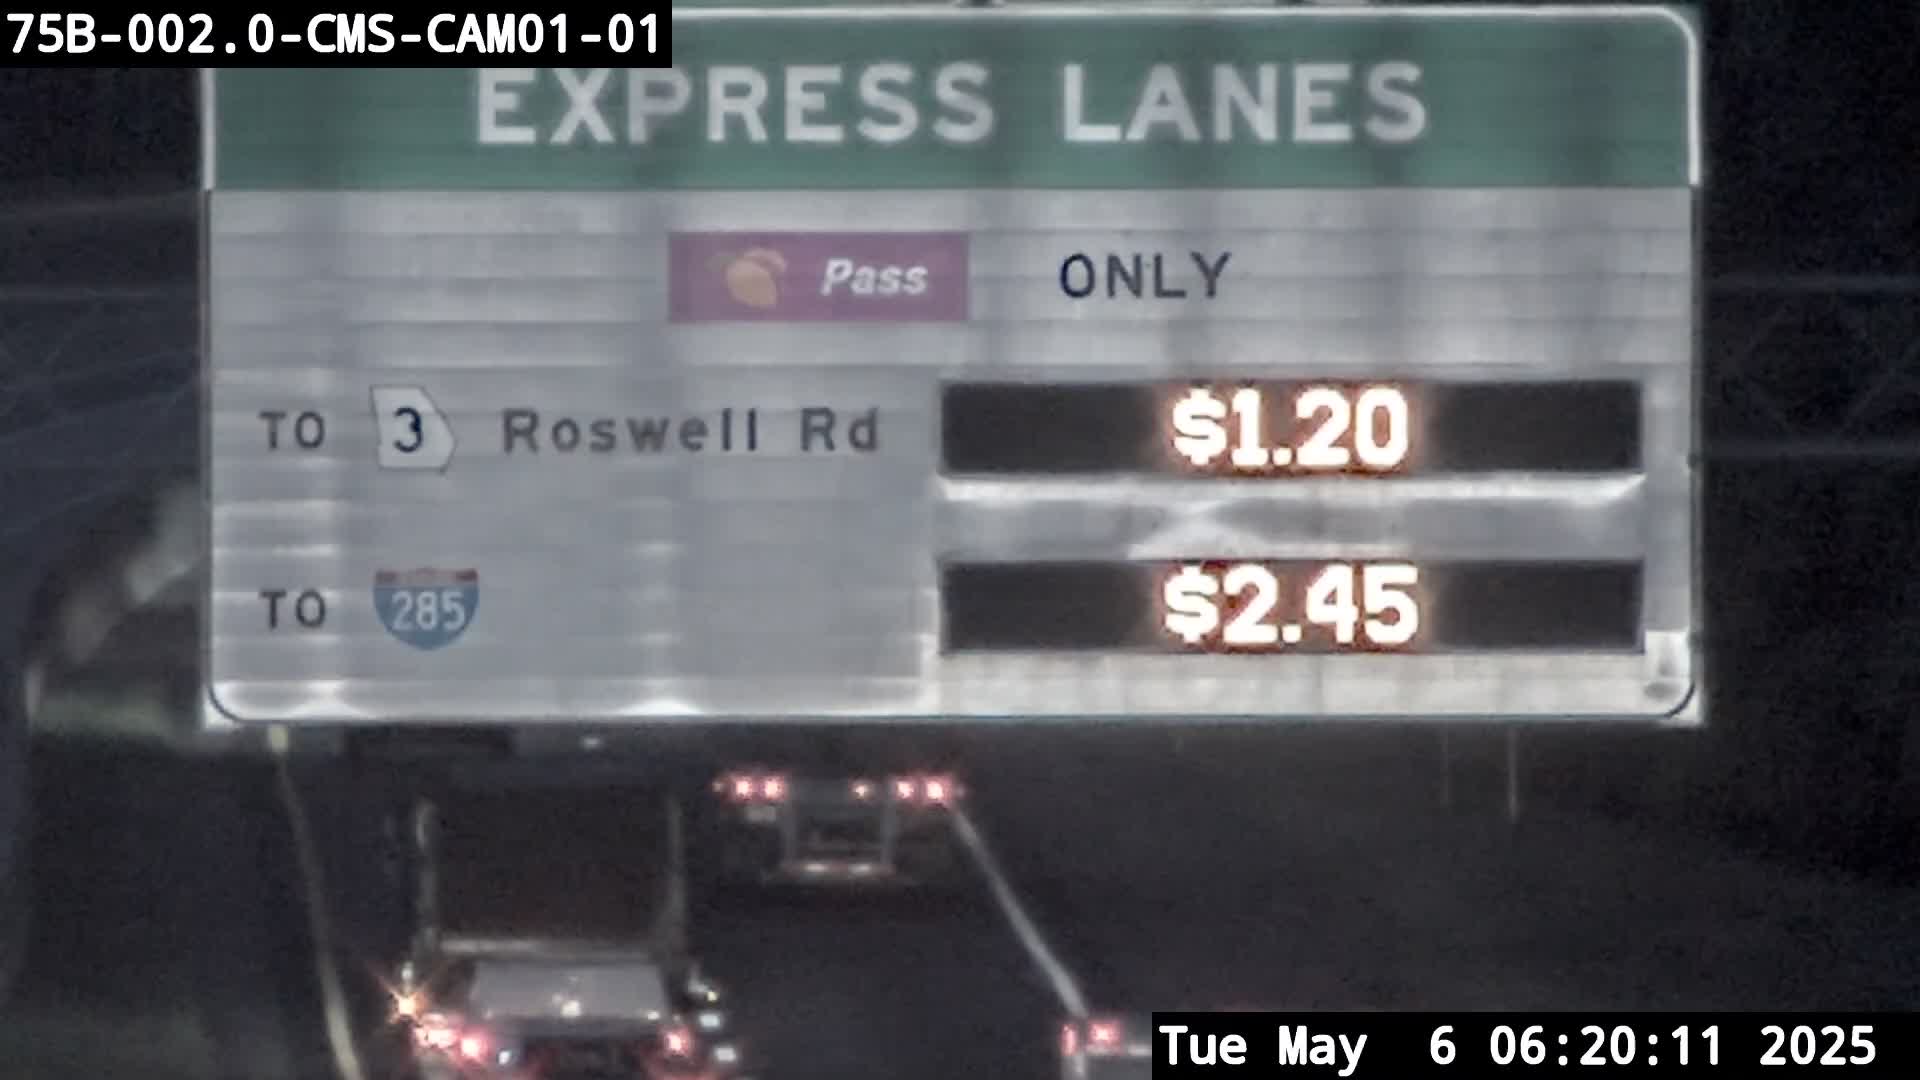 75B-002.0-CMS-CAM01-01
EXPRESS LANES
Pass ONLY
TO 3 Roswell Rd $1.20
TO 285 $2.45
Tue May 6 06:20:11 2025